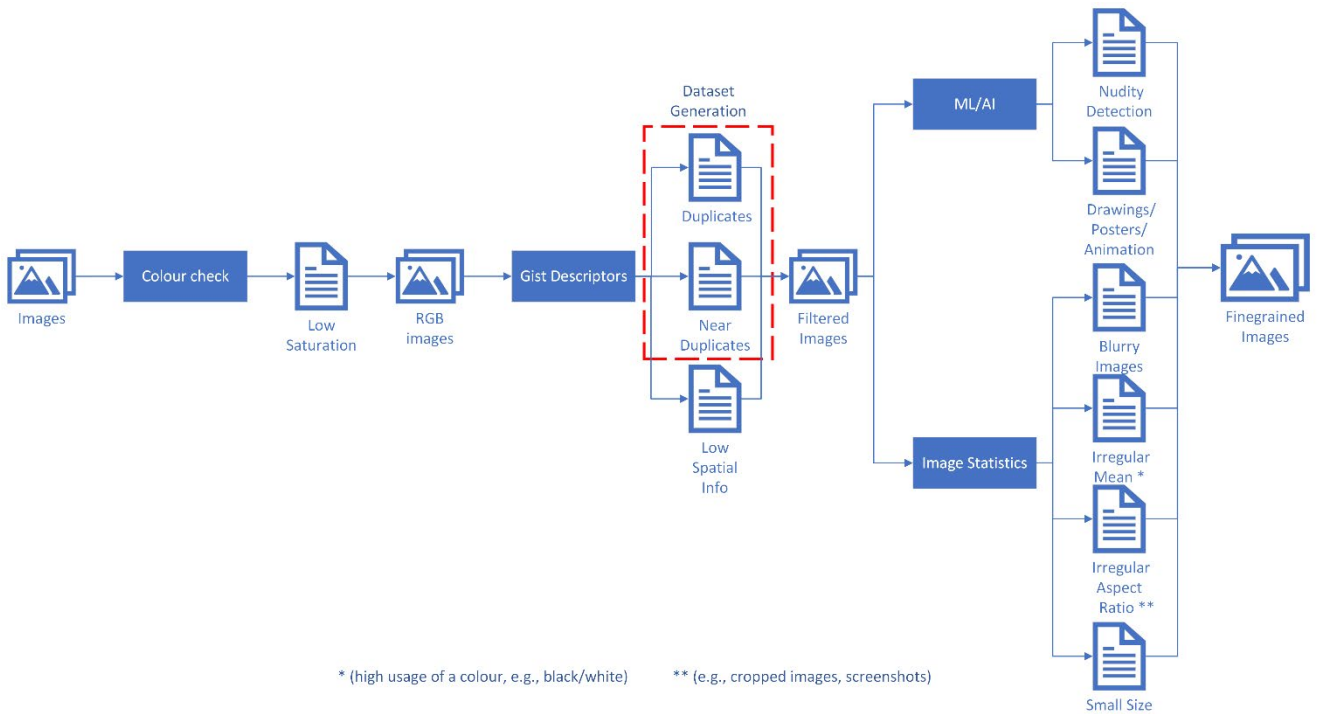 Images
Colour check
Low
Saturation
RGB
images
Gist Descriptors
Dataset
Generation
Duplicates
Near
Duplicates
Low
Spatial
Info
Filtered
Images
ML/AI
Image Statistics
Nudity
Detection
Drawings/
Posters/
Animation
Blurry
Images
Irregular
Mean *
Irregular
Aspect
Ratio **
Small Size
Finegrained
Images
* (high usage of a colour, e.g., black/white)
** (e.g., cropped images, screenshots)